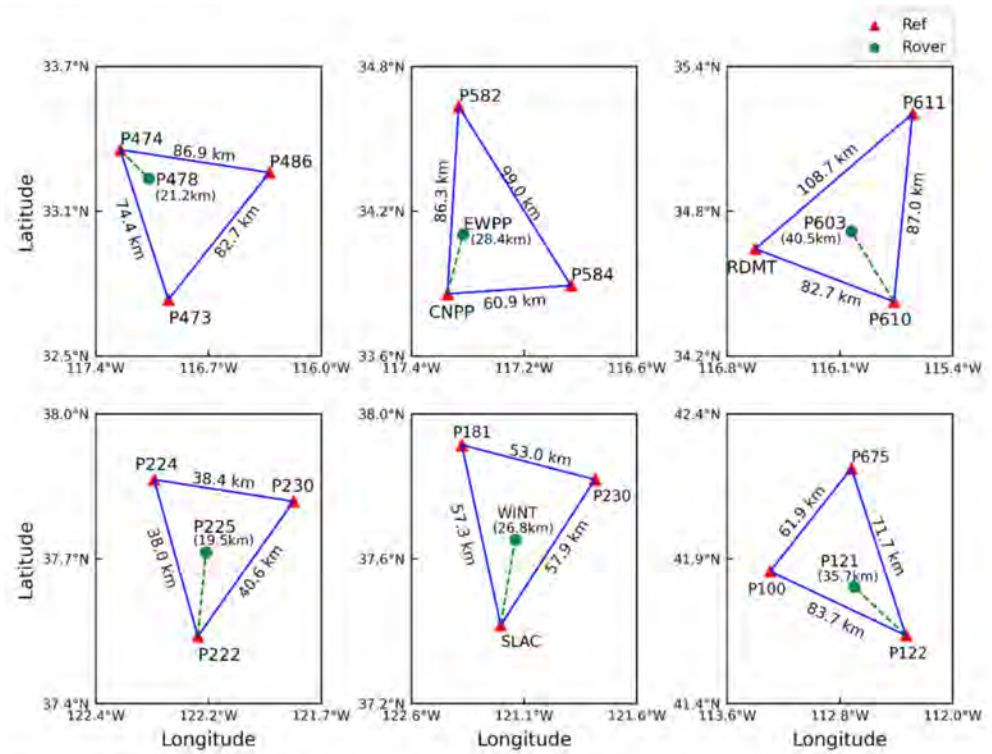 Ref
Rover
33.7°N
33.1°N
32.5°N
117.4°W
116.7°W
116.0°W
Latitude
P474
86.9 km
P486
P478
(21.2km)
74.4 km
82.7 km
P473
34.8°N
34.2°N
33.6°N
117.4°W
117.2°W
116.6°W
P582
86.3 km
99.0 km
EWPP
(28.4km)
P584
CNPP
60.9 km
35.4°N
34.8°N
34.2°N
116.8°W
116.1°W
115.4°W
P611
108.7 km
87.0 km
P603
(40.5km)
RDMT
82.7 km
P610
38.0°N
37.7°N
37.4°N
122.4°W
122.2°W
121.7°W
Latitude
Longitude
P224
38.4 km
P230
P225
(19.5km)
38.0 km
40.6 km
P222
38.0°N
37.6°N
37.2°N
122.6°W
121.1°W
121.6°W
Longitude
P181
53.0 km
P230
WiNT
(26.8km)
57.3 km
57.9 km
SLAC
42.4°N
41.9°N
41.4°N
113.6°W
112.8°W
112.0°W
Longitude
P675
61.9 km
71.7 km
P121
(35.7km)
P100
83.7 km
P122